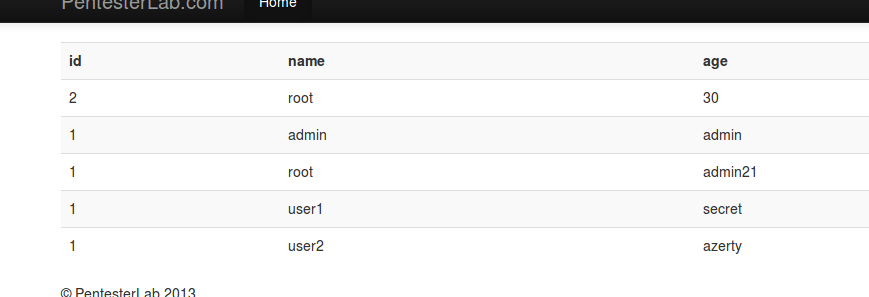 PentesterLab.com Home
id name age
2 root 30
1 admin admin
1 root admin21
1 user1 secret
1 user2 azerty
© PentesterLab 2013